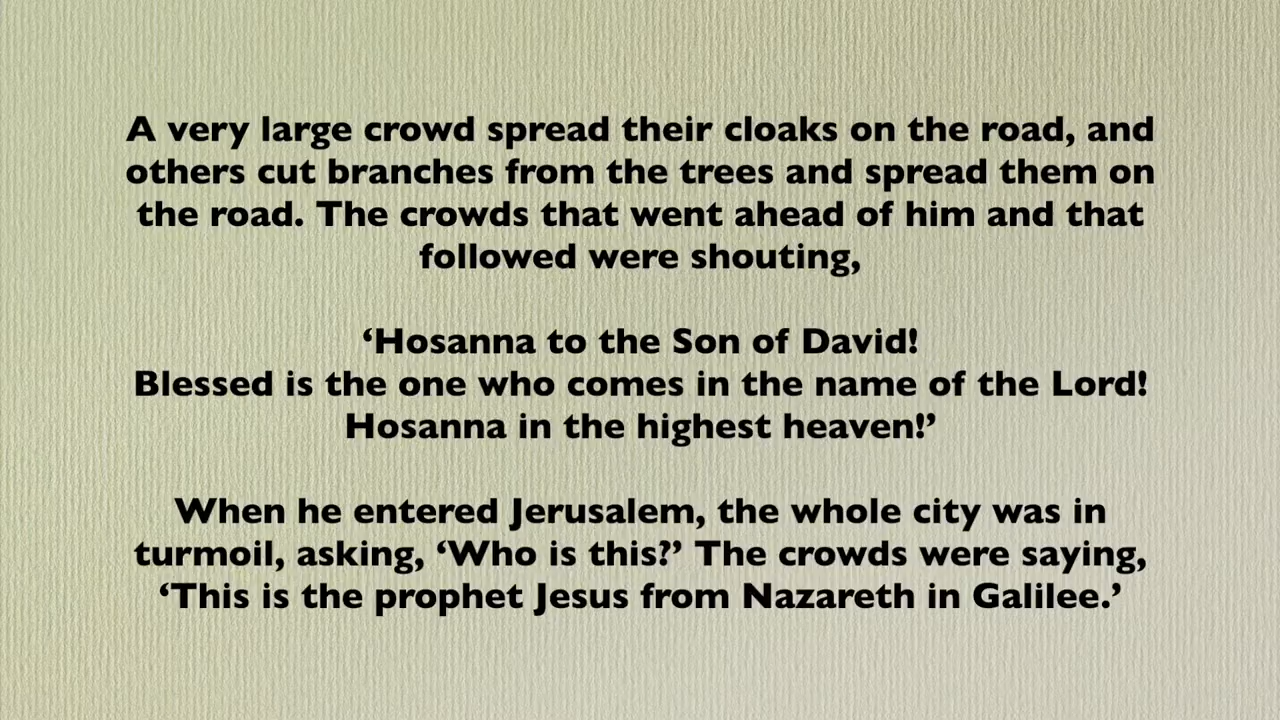 A very large crowd spread their cloaks on the road, and
others cut branches from the trees and spread them on
the road. The crowds that went ahead of him and that
followed were shouting,
‘Hosanna to the Son of David!
Blessed is the one who comes in the name of the Lord!
Hosanna in the highest heaven!’
When he entered Jerusalem, the whole city was in
turmoil, asking, ‘Who is this?’ The crowds were saying,
‘This is the prophet Jesus from Nazareth in Galilee.’